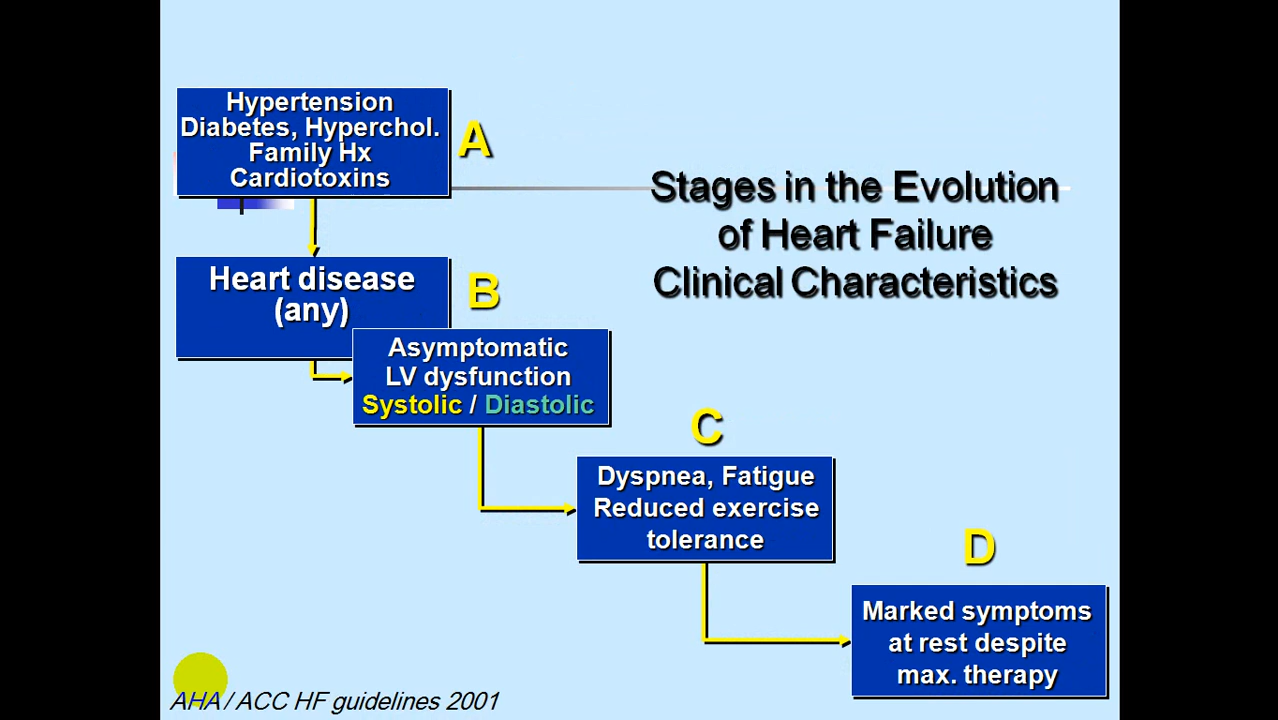 Hypertension
Diabetes, Hyperchol.
Family Hx
Cardiotoxins
A
Stages in the Evolution
of Heart Failure
Clinical Characteristics
Heart disease
(any)
B
Asymptomatic
LV dysfunction
Systolic / Diastolic
C
Dyspnea, Fatigue
Reduced exercise
tolerance
D
Marked symptoms
at rest despite
max. therapy
AHA / ACC HF guidelines 2001